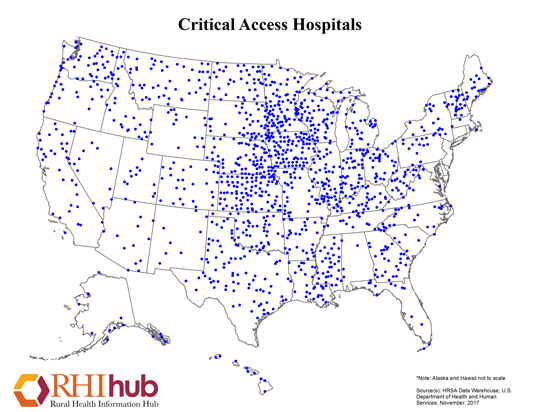 Critical Access Hospitals
*Note: Alaska and Hawaii not to scale
Source(s): HRSA Data Warehouse, U.S.
Department of Health and Human
Services, November, 2017
RHIhub
Rural Health Information Hub